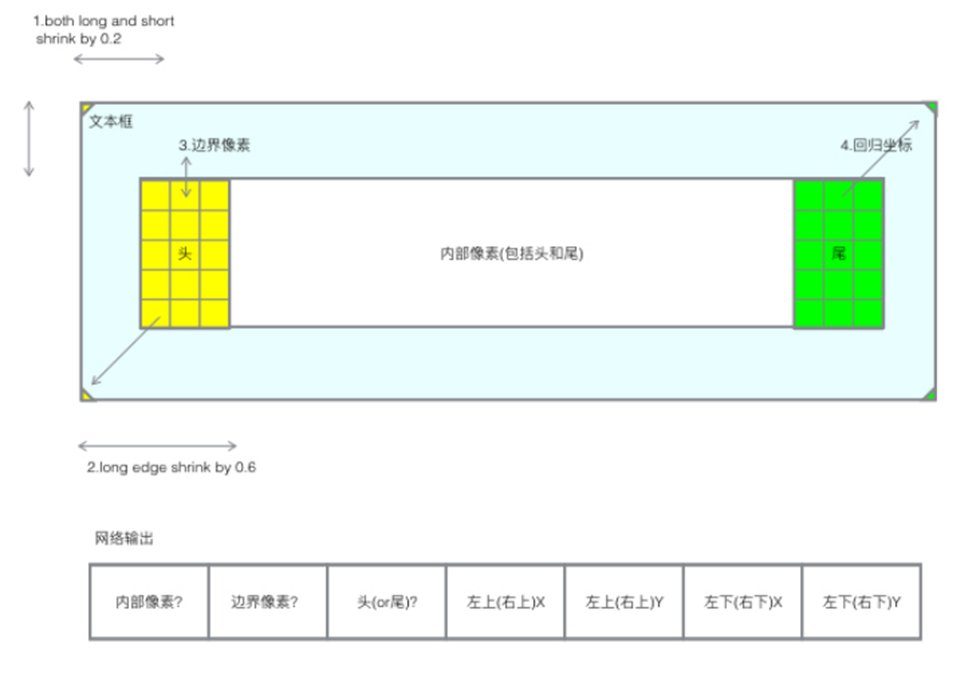 1.both long and short
shrink by 0.2
文本框
3.边界像素
4.回归坐标
头
内部像素(包括头和尾)
尾
2.long edge shrink by 0.6
网络输出
内部像素?
边界像素?
头(or尾)?
左上(右上)X
左上(右上)Y
左下(右下)X
左下(右下)Y